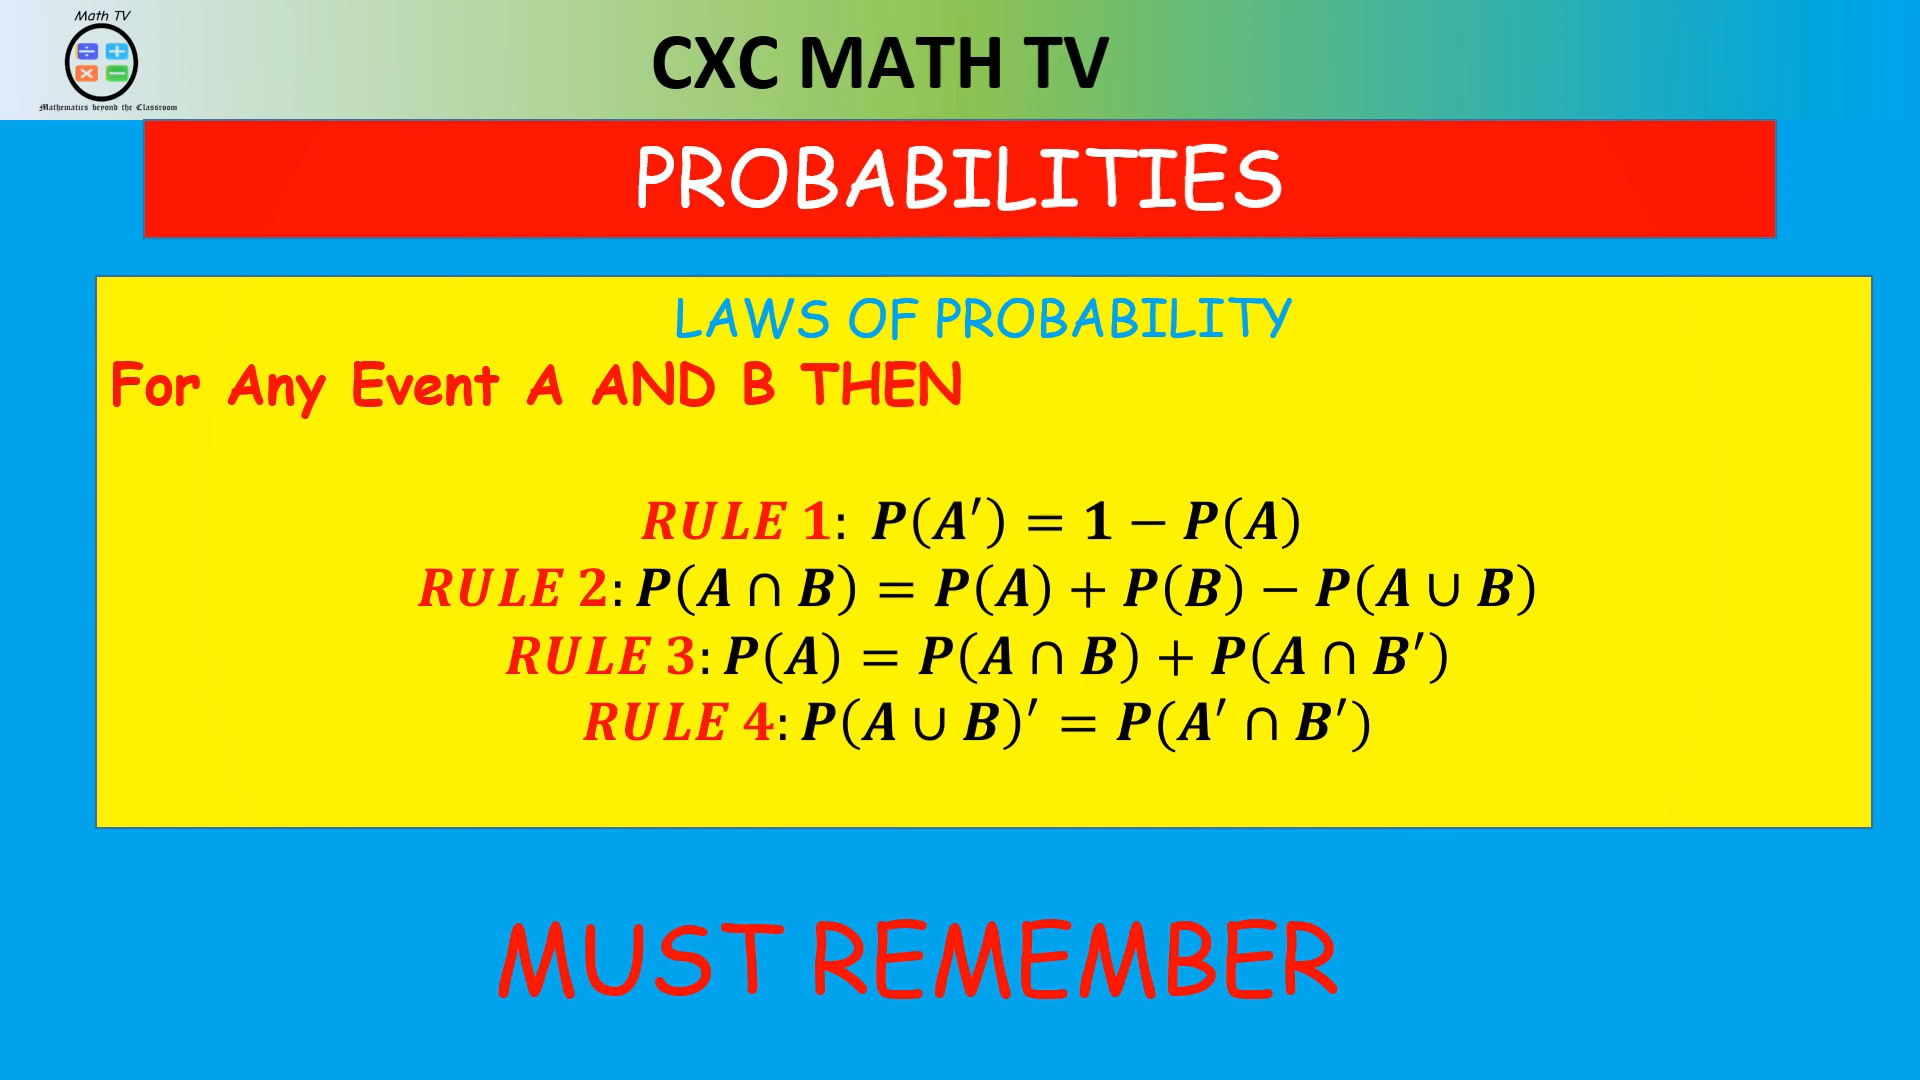 Math TV
Mathematics beyond the Classroom
CXC MATH TV
PROBABILITIES
LAWS OF PROBABILITY
For Any Event A AND B THEN
RULE 1: P(A′) = 1 − P(A)
RULE 2: P(A ∩ B) = P(A) + P(B) − P(A ∪ B)
RULE 3: P(A) = P(A ∩ B) + P(A ∩ B′)
RULE 4: P(A ∪ B)′ = P(A′ ∩ B′)
MUST REMEMBER